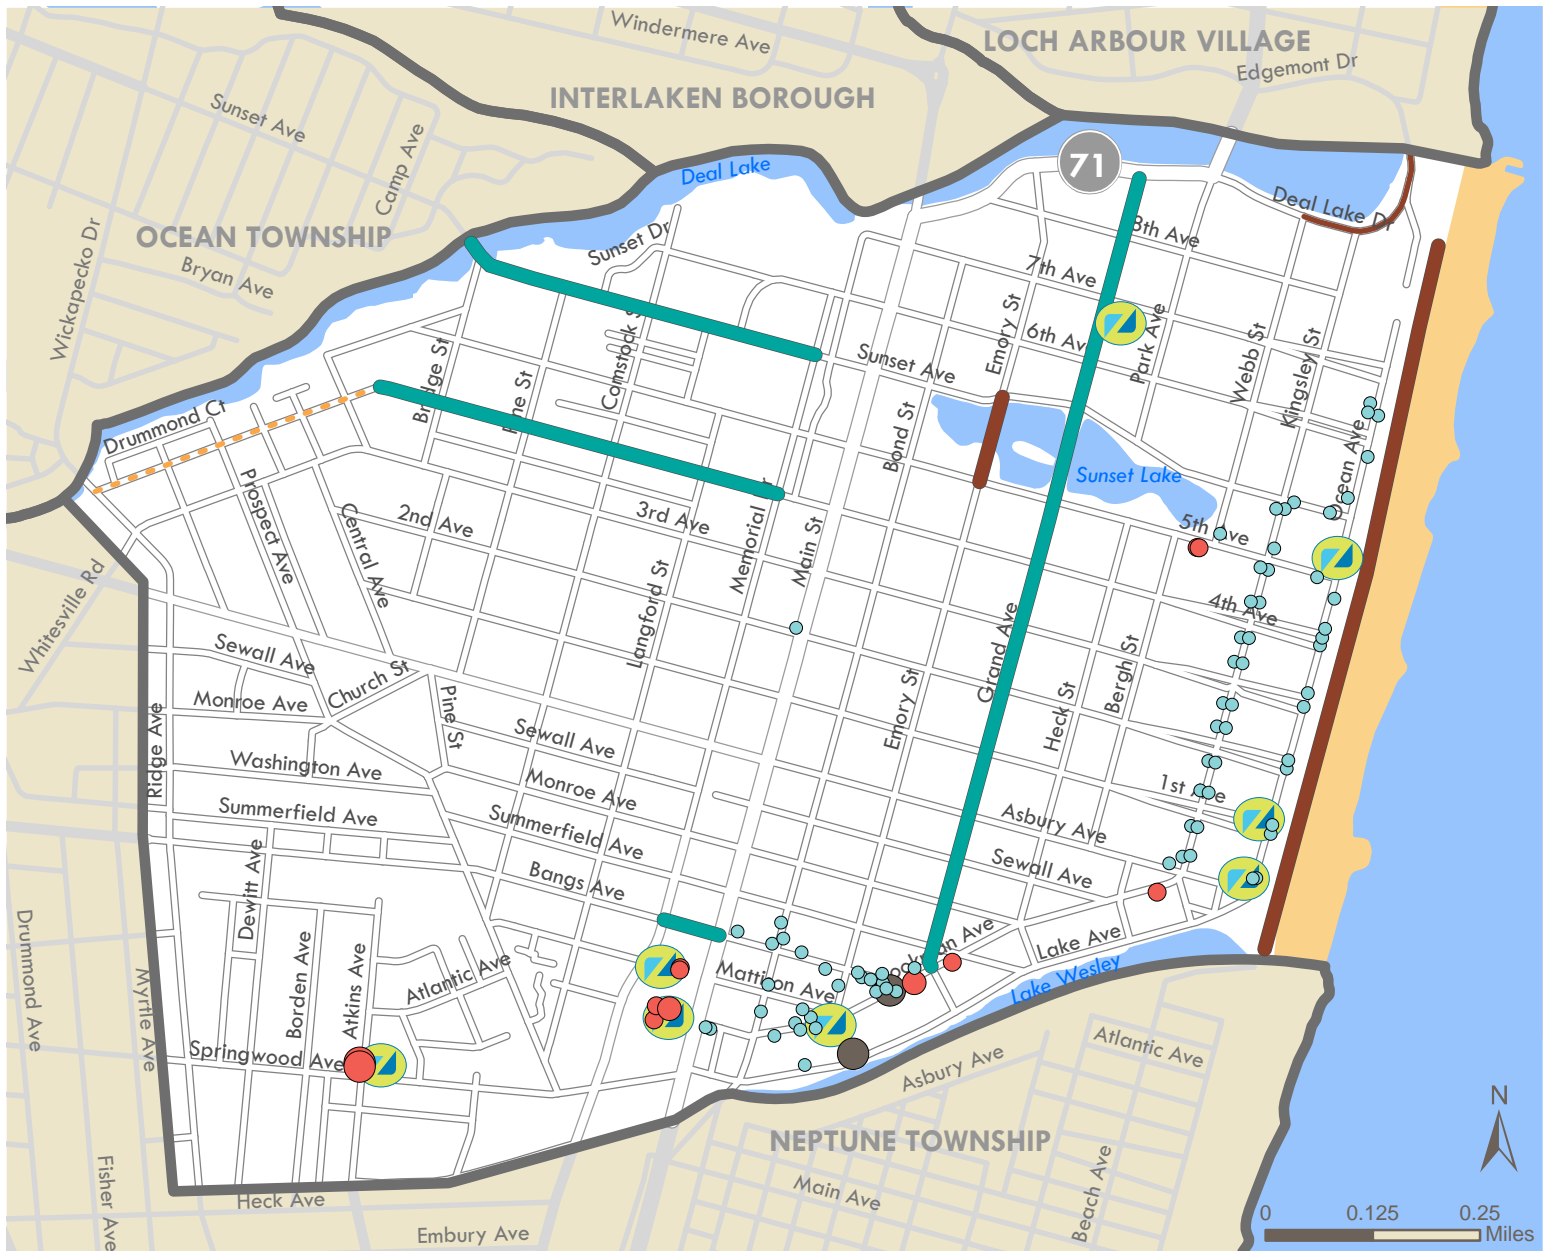 Windermere Ave
LOCH ARBOUR VILLAGE
Edgemont Dr
INTERLAKEN BOROUGH
Sunset Ave
Camp Ave
Deal Lake
71
Deal Lake Dr
OCEAN TOWNSHIP
Sunset Dr
8th Ave
Bryan Ave
7th Ave
Wickapecko Dr
Emory St
6th Ave
Park Ave
Comstock St
Sunset Ave
Webb St
Kingsley St
Bridge St
Pine St
Drummond Ct
Bond St
Ocean Ave
Sunset Lake
Prospect Ave
Central Ave
2nd Ave
3rd Ave
Memorial Dr
Main St
5th Ave
Whitesville Rd
4th Ave
Langford St
Sewall Ave
Church St
Grand Ave
Bergh St
Monroe Ave
Pine St
Emory St
Heck St
Ridge Ave
Sewall Ave
Washington Ave
Monroe Ave
1st Ave
Summerfield Ave
Summerfield Ave
Asbury Ave
Sewall Ave
Bangs Ave
Dewitt Ave
Drummond Ave
Borden Ave
Atkins Ave
Atlantic Ave
Cookman Ave
Lake Ave
Mattison Ave
Lake Wesley
Myrtle Ave
Springwood Ave
Asbury Ave
Atlantic Ave
N
NEPTUNE TOWNSHIP
Fisher Ave
Heck Ave
Main Ave
Beach Ave
Embury Ave
0 0.125 0.25
Miles